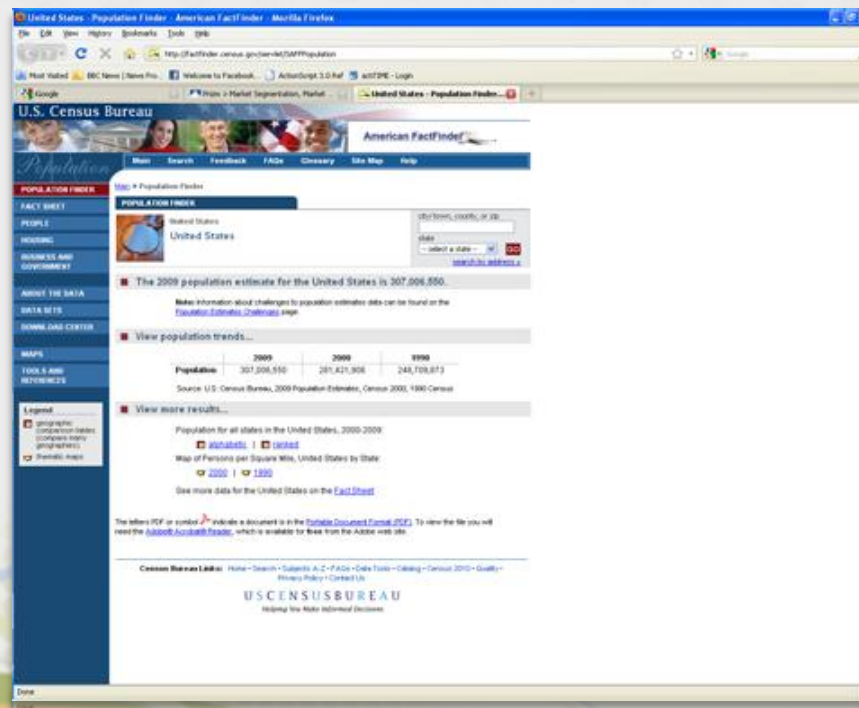 United States - Population Finder - American FactFinder - Mozilla Firefox
File Edit View History Bookmarks Tools Help
http://factfinder.census.gov/servlet/SAFFPopulation
Google
Most Visited BBC News | News Fro... Welcome to Facebook... ActionScript 3.0 Ref actiTIME - Login
Google
United States - Population Finde...
U.S. Census Bureau
American FactFinder
Population
Main Search Feedback FAQs Glossary Site Map Help
Main ▶ Population Finder
POPULATION FINDER
FACT SHEET
PEOPLE
HOUSING
BUSINESS AND
GOVERNMENT
ABOUT THE DATA
DATA SETS
DOWNLOAD CENTER
MAPS
TOOLS AND
REFERENCES
Legend
geographic
comparison tables
(compare many
geographies)
thematic maps
POPULATION FINDER
United States
United States
city/town, county, or zip
state
-- select a state --
GO
search by address »
The 2009 population estimate for the United States is 307,006,550.
Note: Information about challenges to population estimates data can be found on the
Population Estimates Challenges page.
View population trends...
2009 2000 1990
Population 307,006,550 281,421,906 248,709,873
Source: U.S. Census Bureau, 2009 Population Estimates, Census 2000, 1990 Census
View more results...
Population for all states in the United States, 2000-2009:
alphabetic | ranked
Map of Persons per Square Mile, United States by State:
2000 | 1990
See more data for the United States on the Fact Sheet
The letters PDF or symbol indicate a document is in the Portable Document Format (PDF). To view the file you will
need the Adobe® Acrobat® Reader, which is available for free from the Adobe web site.
Census Bureau Links: Home • Search • Subjects A-Z • FAQs • Data Tools • Catalog • Census 2010 • Quality •
Privacy Policy • Contact Us
USCENSUSBUREAU
Helping You Make Informed Decisions
Done